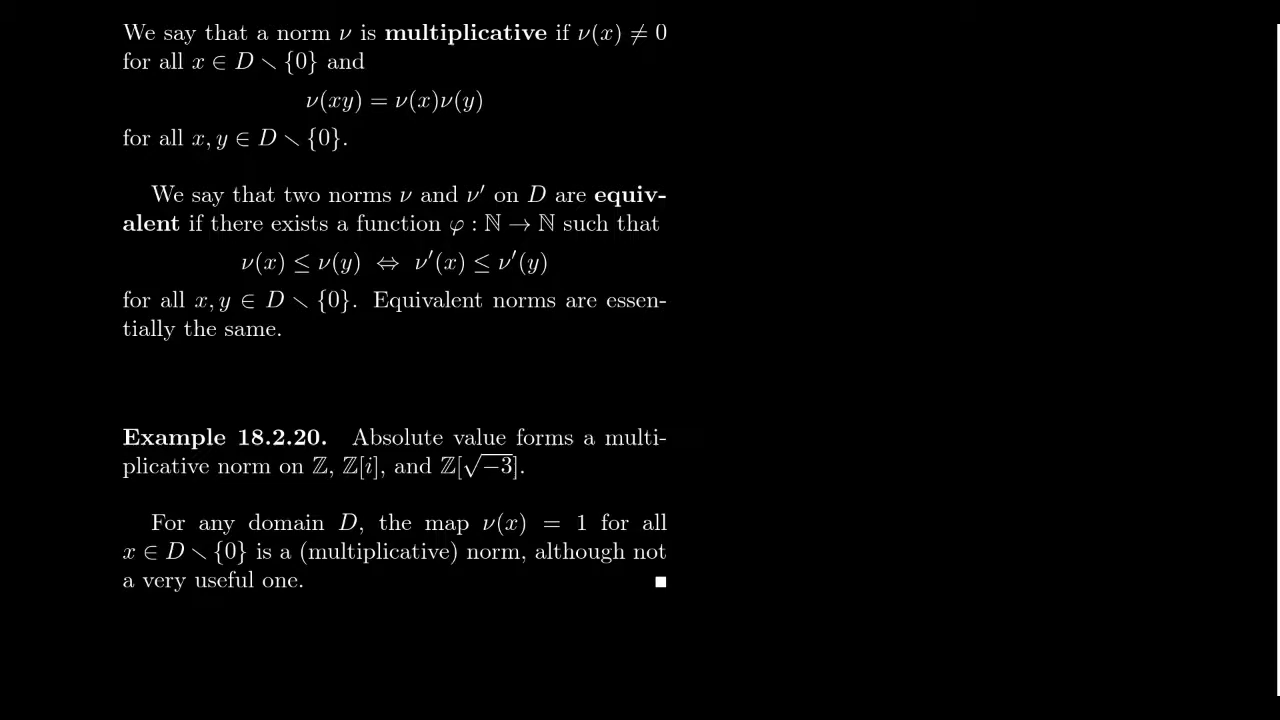 We say that a norm ν is multiplicative if ν(x) ≠ 0
for all x ∈ D ∖ {0} and
ν(xy) = ν(x)ν(y)
for all x, y ∈ D ∖ {0}.
We say that two norms ν and ν′ on D are equiv-
alent if there exists a function φ : ℕ → ℕ such that
ν(x) ≤ ν(y) ⇔ ν′(x) ≤ ν′(y)
for all x, y ∈ D ∖ {0}. Equivalent norms are essen-
tially the same.
Example 18.2.20. Absolute value forms a multi-
plicative norm on ℤ, ℤ[i], and ℤ[√−3].
For any domain D, the map ν(x) = 1 for all
x ∈ D ∖ {0} is a (multiplicative) norm, although not
a very useful one. ■